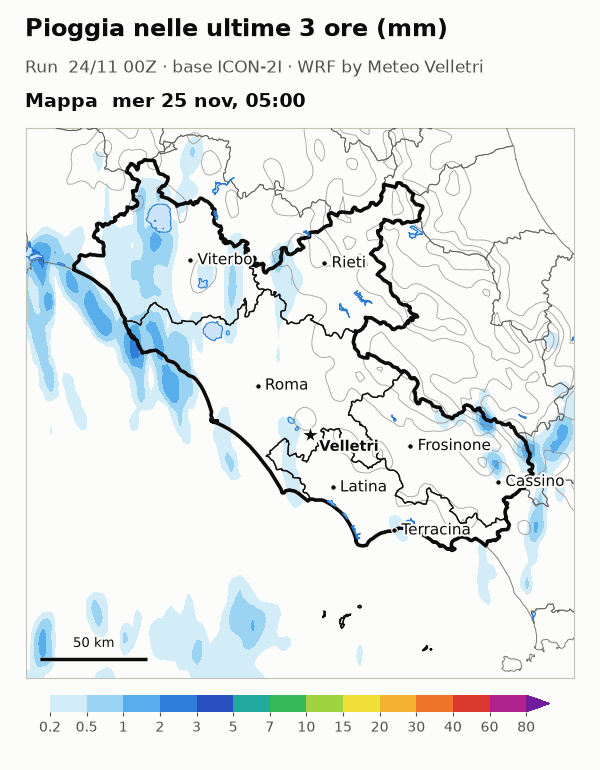 Pioggia nelle ultime 3 ore (mm)
Run  24/11 00Z · base ICON-2I · WRF by Meteo Velletri
Mappa  mer 25 nov, 05:00
Viterbo
Rieti
Roma
Velletri
Frosinone
Cassino
Latina
Terracina
50 km
0.2 0.5 1 2 3 5 7 10 15 20 30 40 60 80